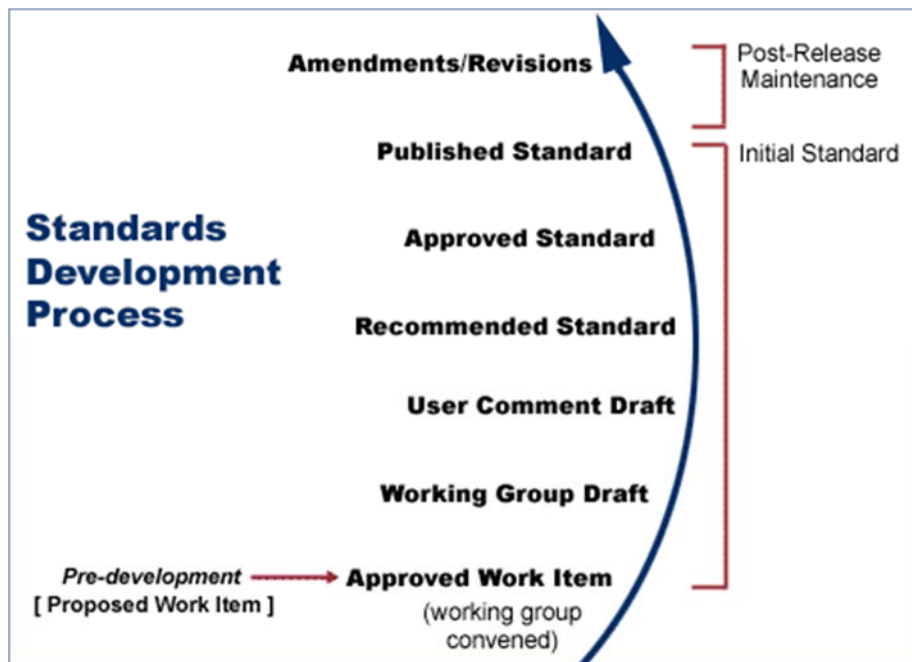 Amendments/Revisions
Post-Release
Maintenance
Published Standard
Initial Standard
Standards
Development
Process
Approved Standard
Recommended Standard
User Comment Draft
Working Group Draft
Pre-development
[ Proposed Work Item ]
Approved Work Item
(working group
convened)